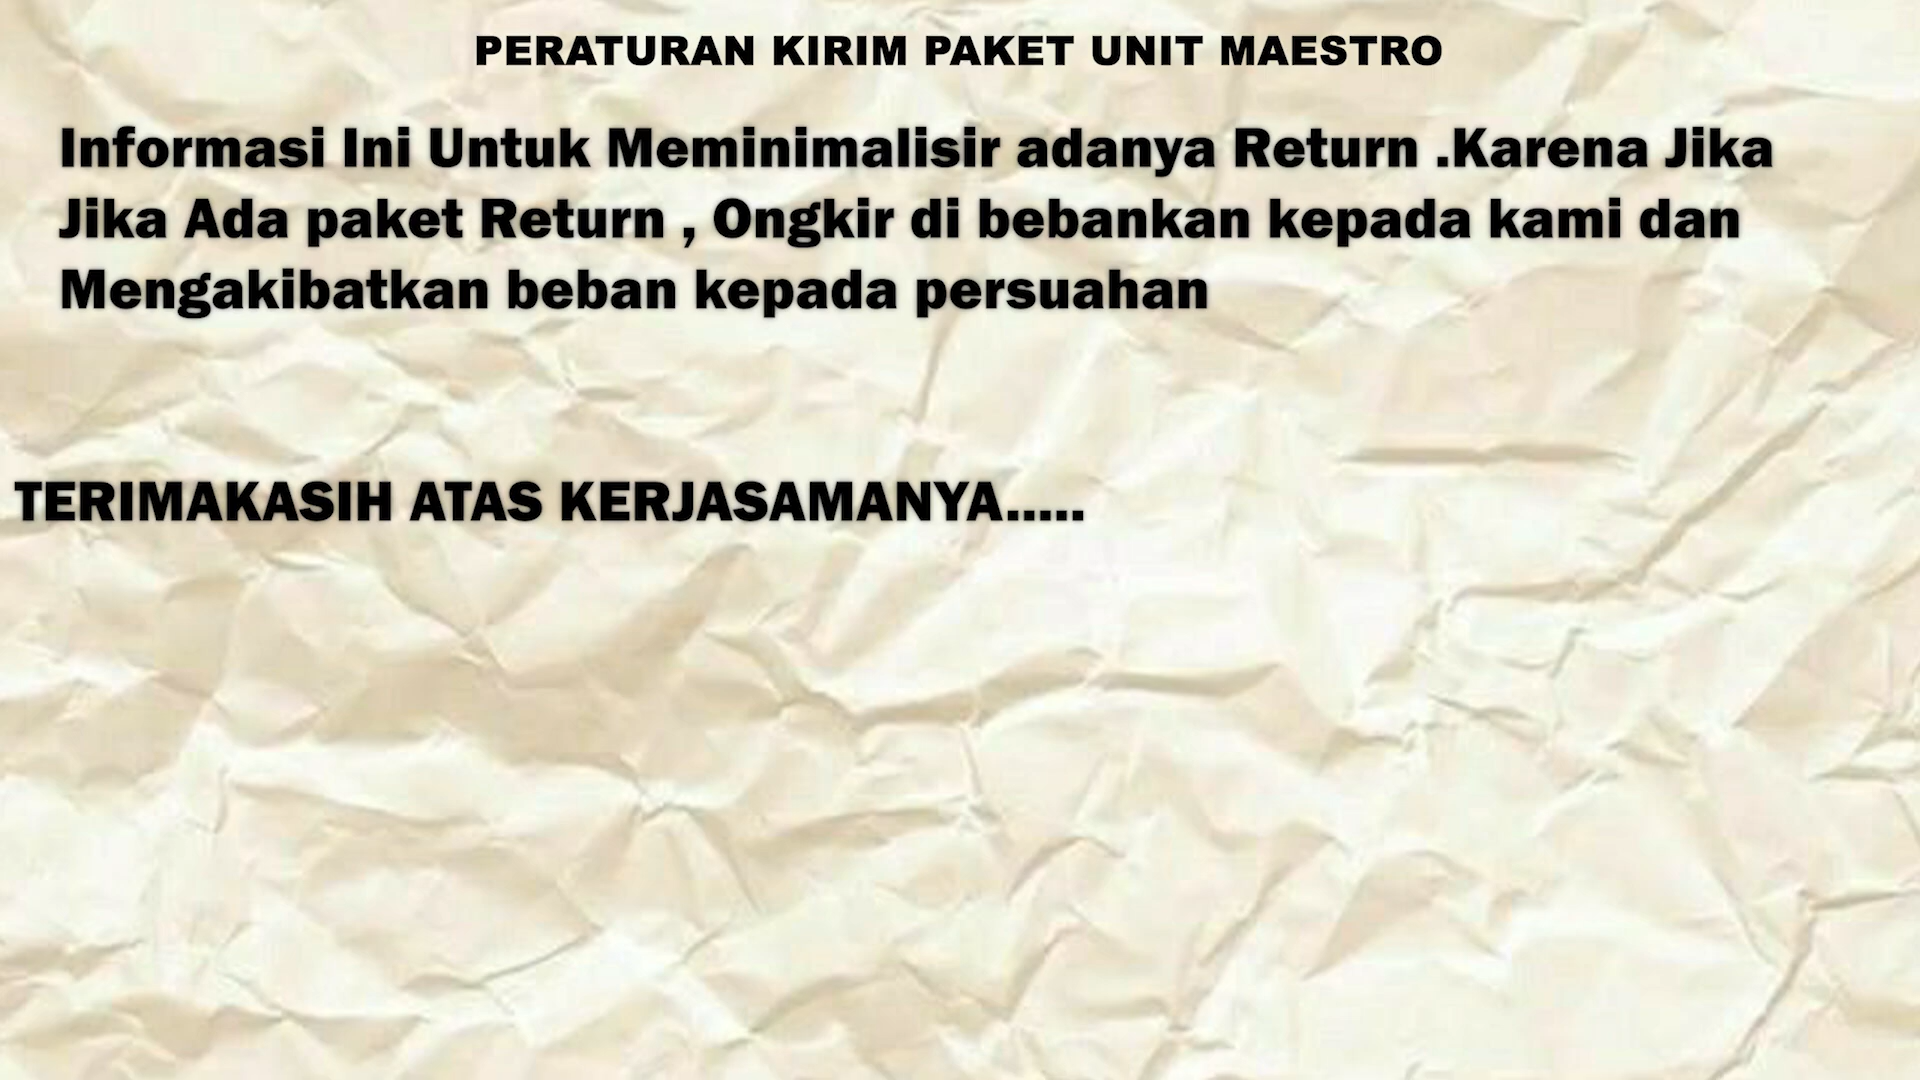 PERATURAN KIRIM PAKET UNIT MAESTRO
Informasi Ini Untuk Meminimalisir adanya Return .Karena Jika
Jika Ada paket Return , Ongkir di bebankan kepada kami dan
Mengakibatkan beban kepada persuahan
TERIMAKASIH ATAS KERJASAMANYA.....